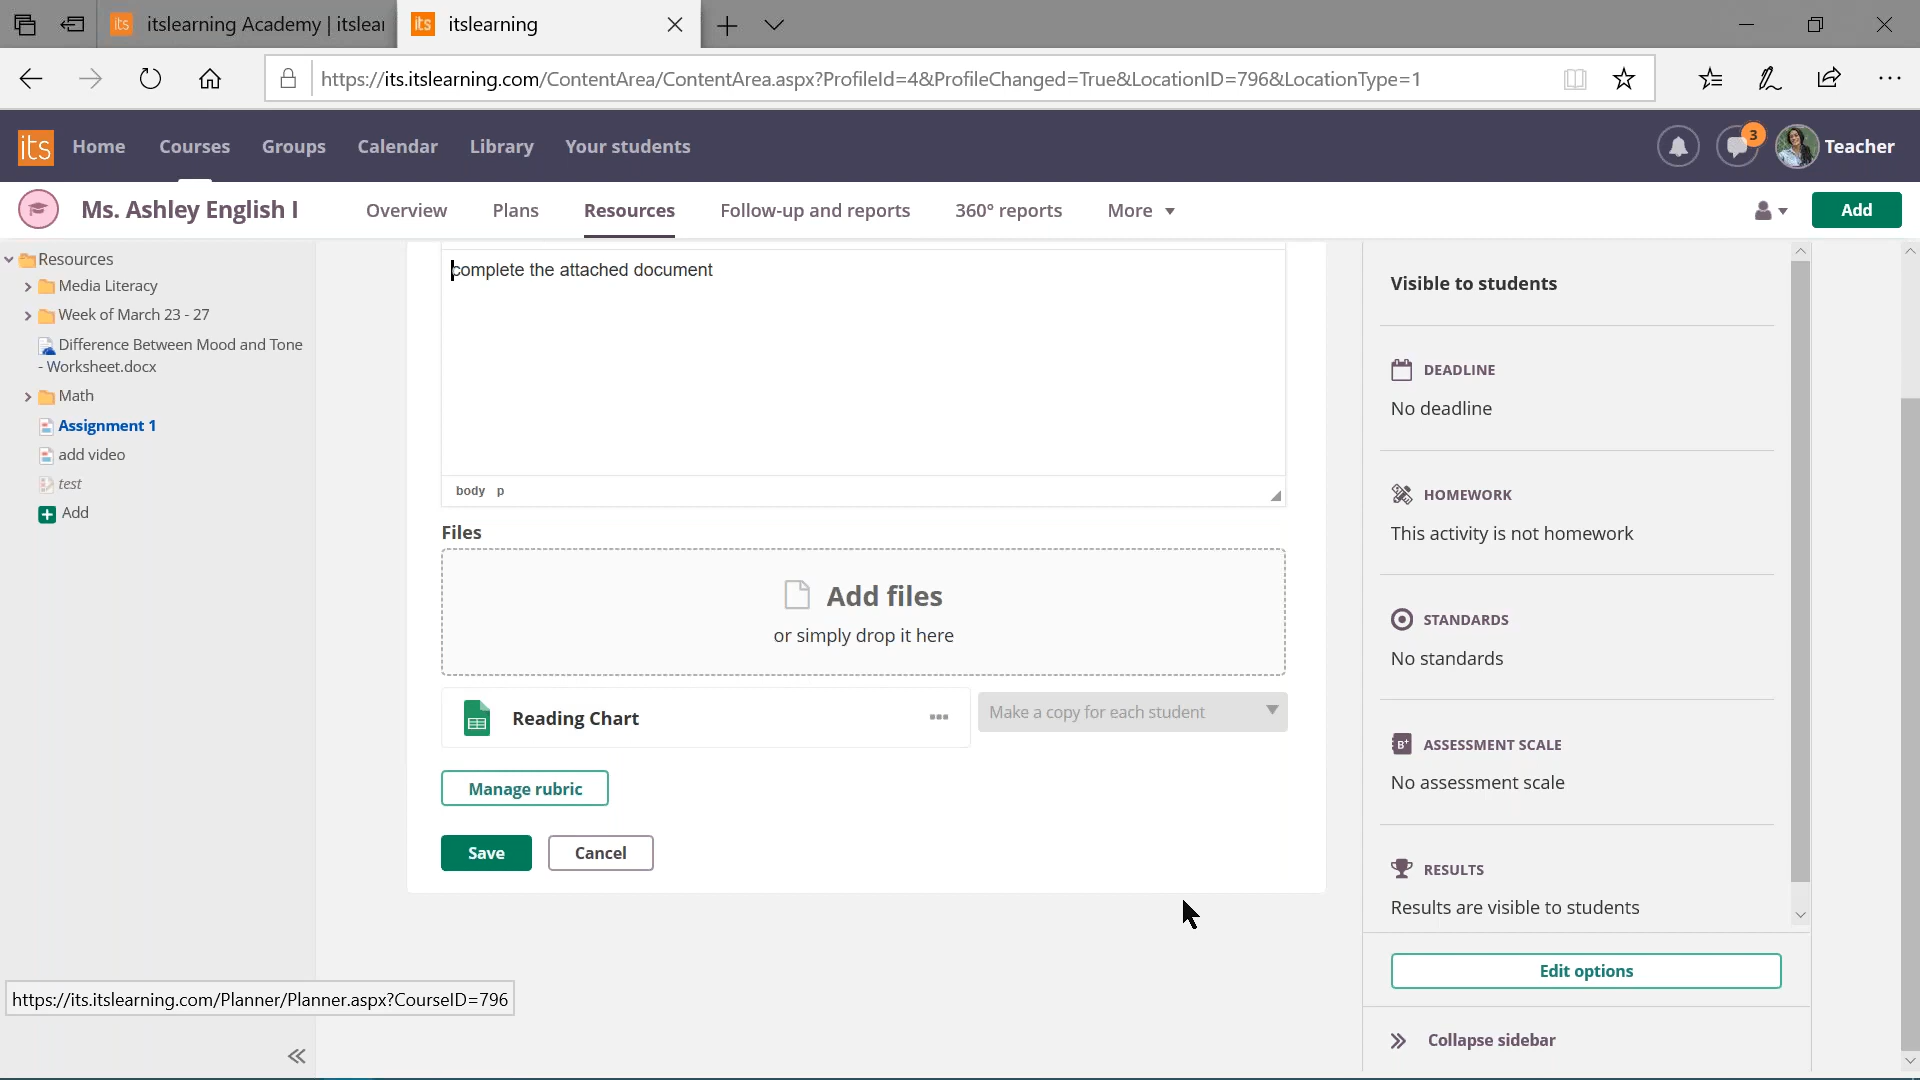 its itslearning Academy | itslear
its itslearning
https://its.itslearning.com/ContentArea/ContentArea.aspx?ProfileId=4&ProfileChanged=True&LocationID=796&LocationType=1
its Home Courses Groups Calendar Library Your students 3 Teacher
Ms. Ashley English I Overview Plans Resources Follow-up and reports 360° reports More Add
Resources
Media Literacy
Week of March 23 - 27
Difference Between Mood and Tone
- Worksheet.docx
Math
Assignment 1
add video
test
Add
complete the attached document
body p
Files
Add files
or simply drop it here
Reading Chart
Make a copy for each student
Manage rubric
Save Cancel
Visible to students
DEADLINE
No deadline
HOMEWORK
This activity is not homework
STANDARDS
No standards
B+ ASSESSMENT SCALE
No assessment scale
RESULTS
Results are visible to students
Edit options
Collapse sidebar
https://its.itslearning.com/Planner/Planner.aspx?CourseID=796